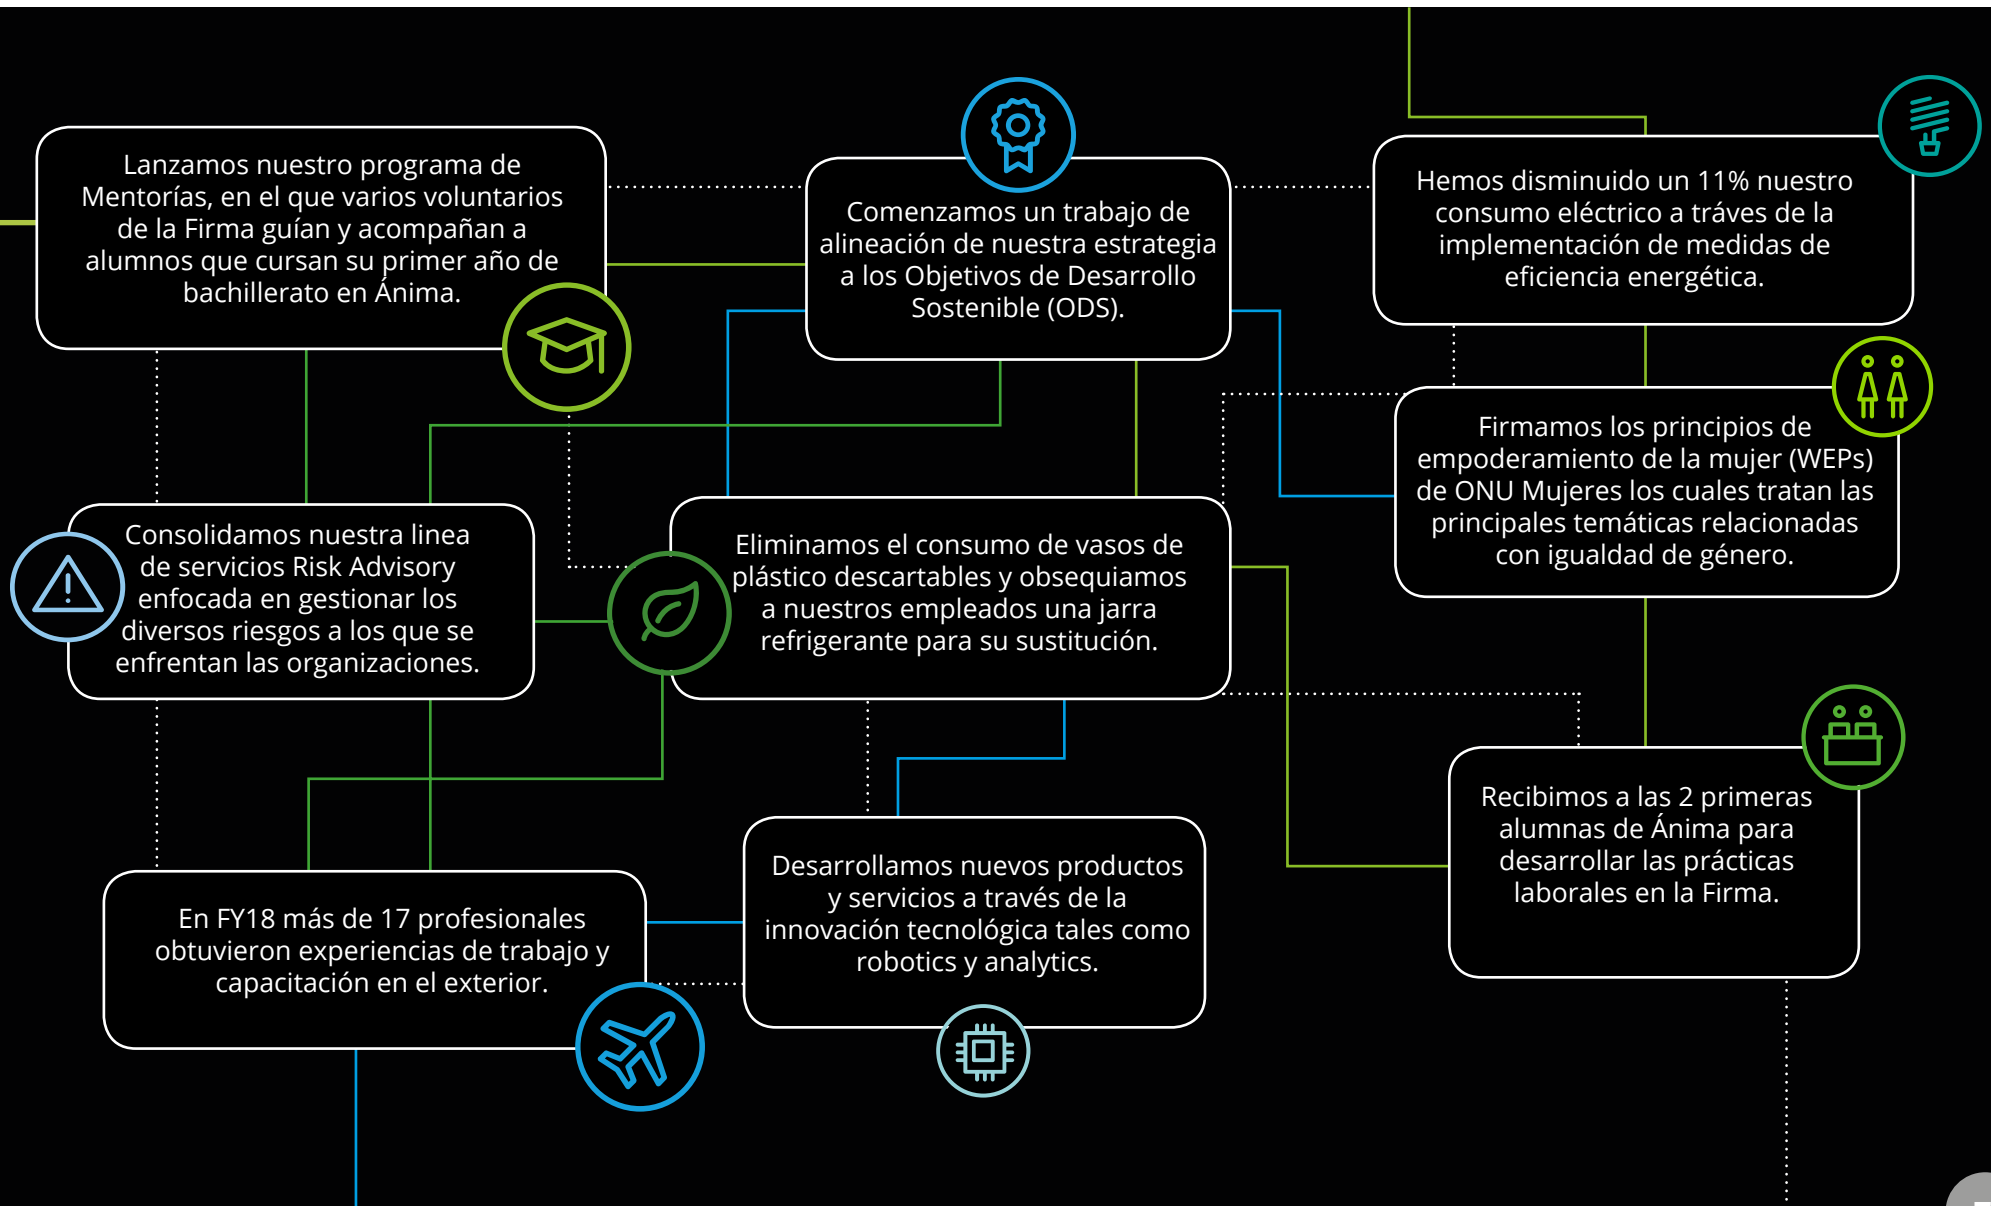 Lanzamos nuestro programa de
Mentorías, en el que varios voluntarios
de la Firma guían y acompañan a
alumnos que cursan su primer año de
bachillerato en Ánima.
Comenzamos un trabajo de
alineación de nuestra estrategia
a los Objetivos de Desarrollo
Sostenible (ODS).
Hemos disminuido un 11% nuestro
consumo eléctrico a tráves de la
implementación de medidas de
eficiencia energética.
Firmamos los principios de
empoderamiento de la mujer (WEPs)
de ONU Mujeres los cuales tratan las
principales temáticas relacionadas
con igualdad de género.
Consolidamos nuestra linea
de servicios Risk Advisory
enfocada en gestionar los
diversos riesgos a los que se
enfrentan las organizaciones.
Eliminamos el consumo de vasos de
plástico descartables y obsequiamos
a nuestros empleados una jarra
refrigerante para su sustitución.
Recibimos a las 2 primeras
alumnas de Ánima para
desarrollar las prácticas
laborales en la Firma.
En FY18 más de 17 profesionales
obtuvieron experiencias de trabajo y
capacitación en el exterior.
Desarrollamos nuevos productos
y servicios a través de la
innovación tecnológica tales como
robotics y analytics.